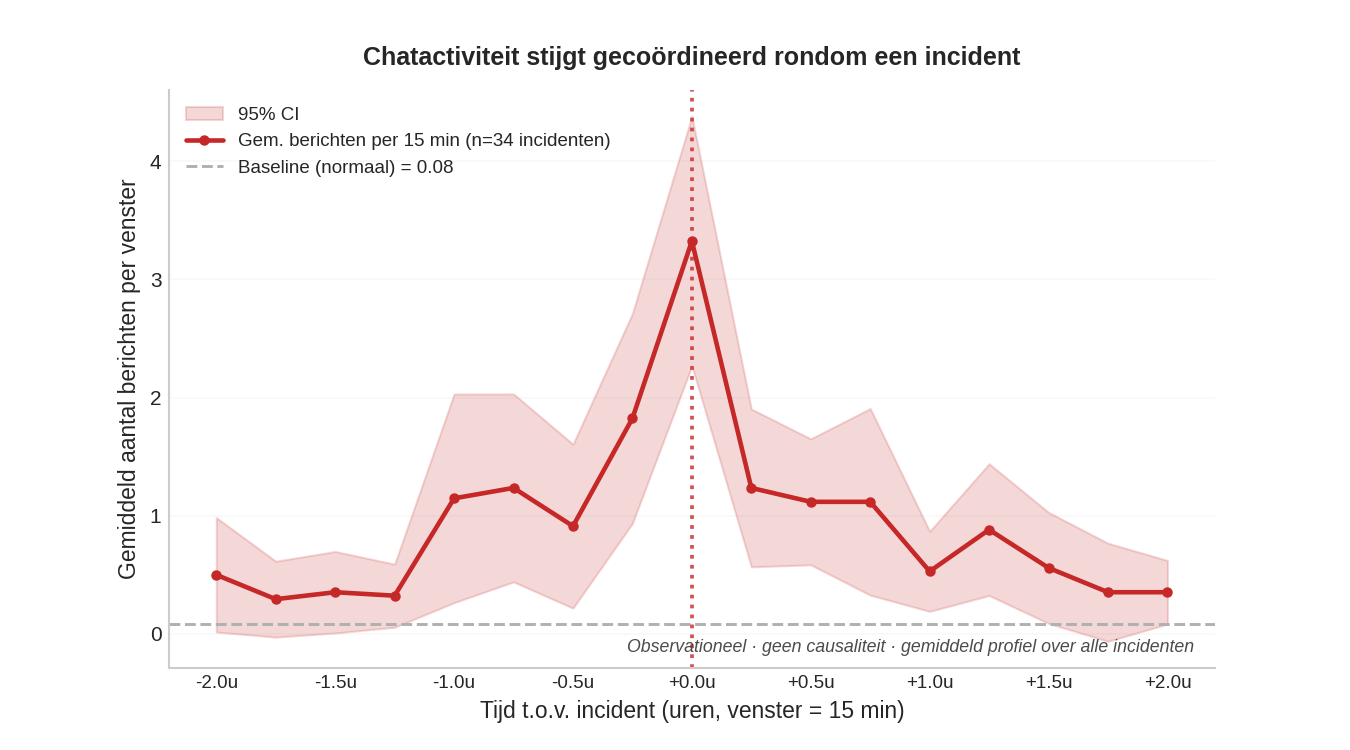 Chatactiviteit stijgt gecoördineerd rondom een incident
95% CI
Gem. berichten per 15 min (n=34 incidenten)
Baseline (normaal) = 0.08
Gemiddeld aantal berichten per venster
4
3
2
1
0
Observationeel · geen causaliteit · gemiddeld profiel over alle incidenten
-2.0u
-1.5u
-1.0u
-0.5u
+0.0u
+0.5u
+1.0u
+1.5u
+2.0u
Tijd t.o.v. incident (uren, venster = 15 min)